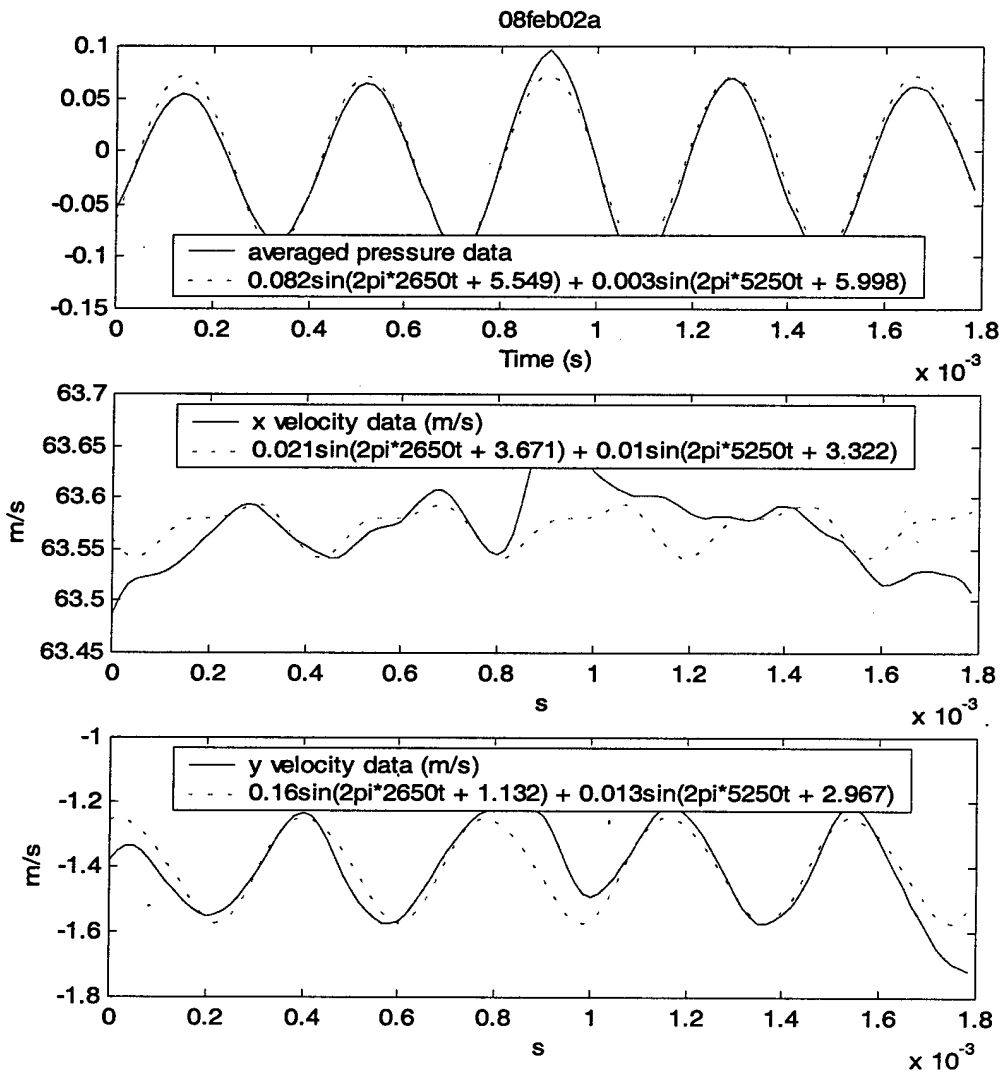 08feb02a
0.1
0.05
0
-0.05
-0.1
-0.15
averaged pressure data
0.082sin(2pi*2650t + 5.549) + 0.003sin(2pi*5250t + 5.998)
0 0.2 0.4 0.6 0.8 1 1.2 1.4 1.6 1.8
Time (s)
x 10-3
63.7
63.65
63.6
63.55
63.5
63.45
m/s
x velocity data (m/s)
0.021sin(2pi*2650t + 3.671) + 0.01sin(2pi*5250t + 3.322)
0 0.2 0.4 0.6 0.8 1 1.2 1.4 1.6 1.8
s
x 10-3
-1
-1.2
-1.4
-1.6
-1.8
m/s
y velocity data (m/s)
0.16sin(2pi*2650t + 1.132) + 0.013sin(2pi*5250t + 2.967)
0 0.2 0.4 0.6 0.8 1 1.2 1.4 1.6 1.8
s
x 10-3